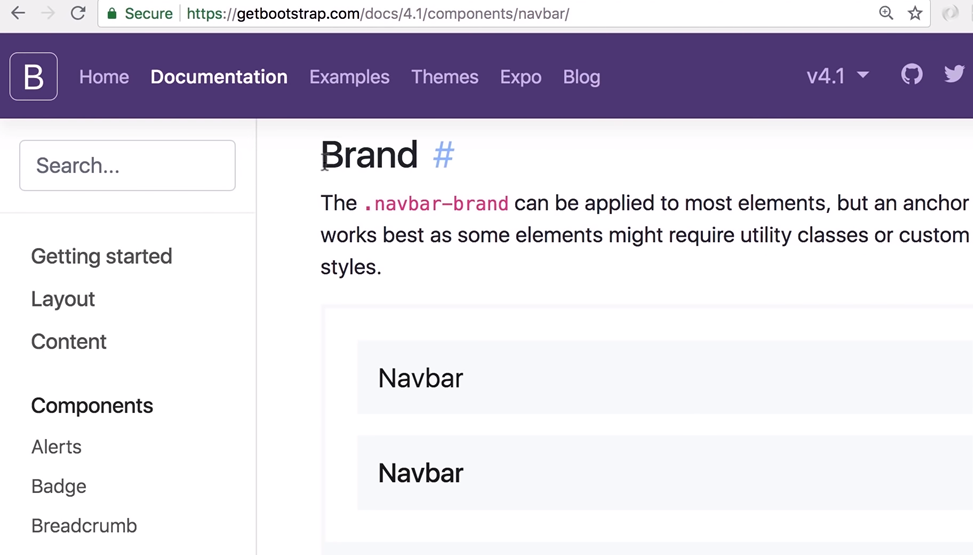 Secure https://getbootstrap.com/docs/4.1/components/navbar/
B Home Documentation Examples Themes Expo Blog v4.1
Search...
Getting started
Layout
Content
Components
Alerts
Badge
Breadcrumb
Brand #
The .navbar-brand can be applied to most elements, but an anchor
works best as some elements might require utility classes or custom
styles.
Navbar
Navbar